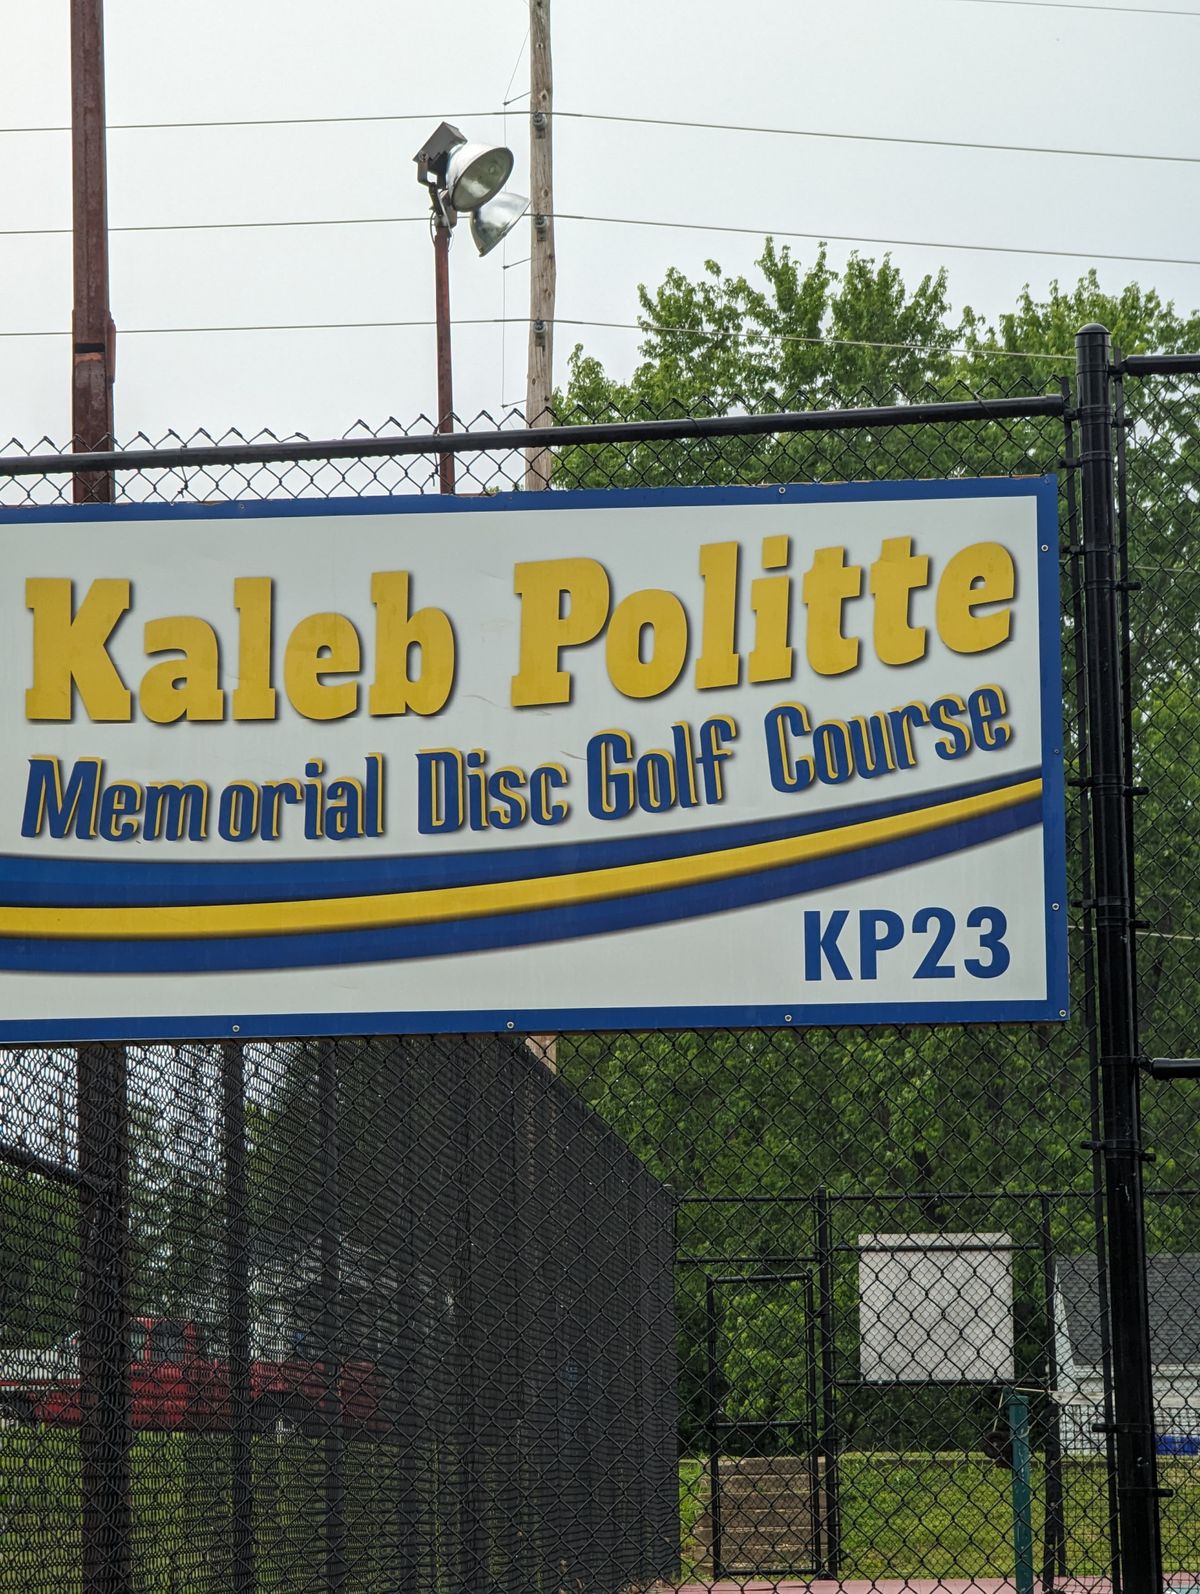 Kaleb Politte
Memorial Disc Golf Course
KP23